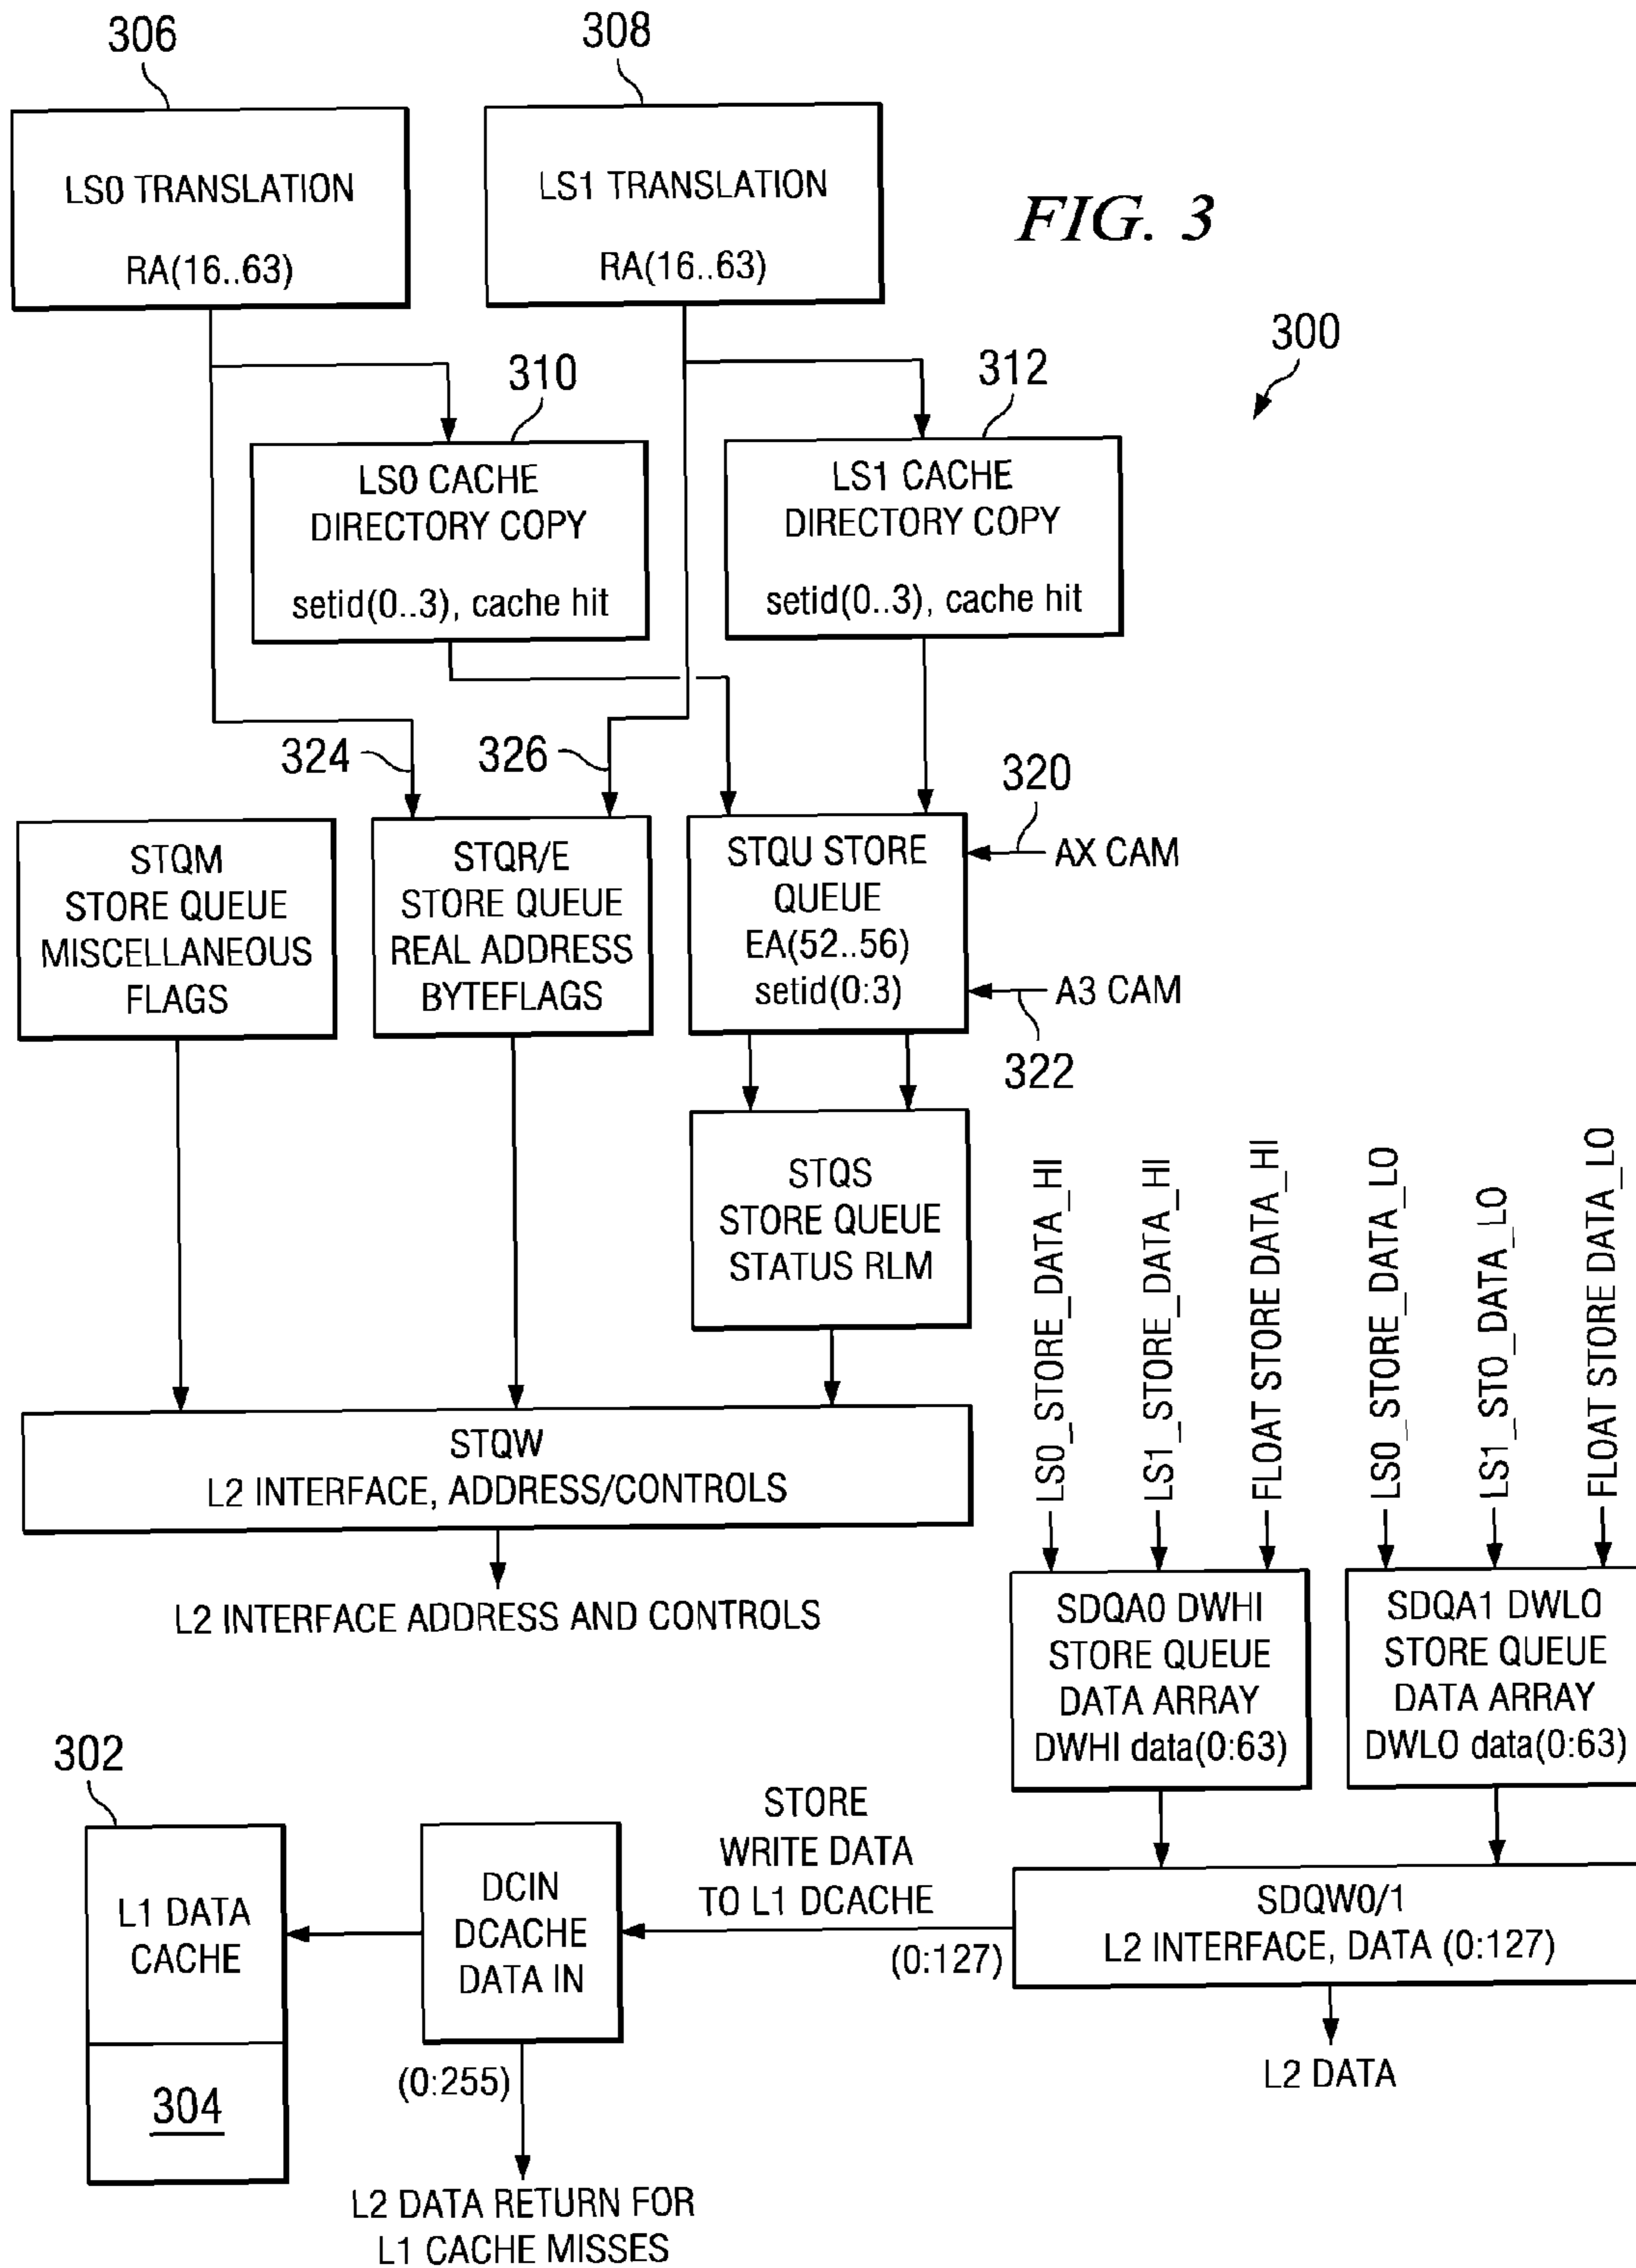 306
308
LS0 TRANSLATION
RA(16..63)
LS1 TRANSLATION
RA(16..63)
FIG. 3
300
310
312
LS0 CACHE
DIRECTORY COPY
setid(0..3), cache hit
LS1 CACHE
DIRECTORY COPY
setid(0..3), cache hit
324
326
320
STQM
STORE QUEUE
MISCELLANEOUS
FLAGS
STQR/E
STORE QUEUE
REAL ADDRESS
BYTEFLAGS
STQU STORE
QUEUE
EA(52..56)
setid(0:3)
AX CAM
A3 CAM
322
STQS
STORE QUEUE
STATUS RLM
LS0_STORE_DATA_HI
LS1_STORE_DATA_HI
FLOAT STORE DATA_HI
LS0_STORE_DATA_LO
LS1_STO_DATA_LO
FLOAT STORE DATA_LO
STQW
L2 INTERFACE, ADDRESS/CONTROLS
L2 INTERFACE ADDRESS AND CONTROLS
SDQA0 DWHI
STORE QUEUE
DATA ARRAY
DWHI data(0:63)
SDQA1 DWLO
STORE QUEUE
DATA ARRAY
DWLO data(0:63)
302
L1 DATA
CACHE
304
DCIN
DCACHE
DATA IN
STORE
WRITE DATA
TO L1 DCACHE
(0:127)
SDQW0/1
L2 INTERFACE, DATA (0:127)
L2 DATA
(0:255)
L2 DATA RETURN FOR
L1 CACHE MISSES